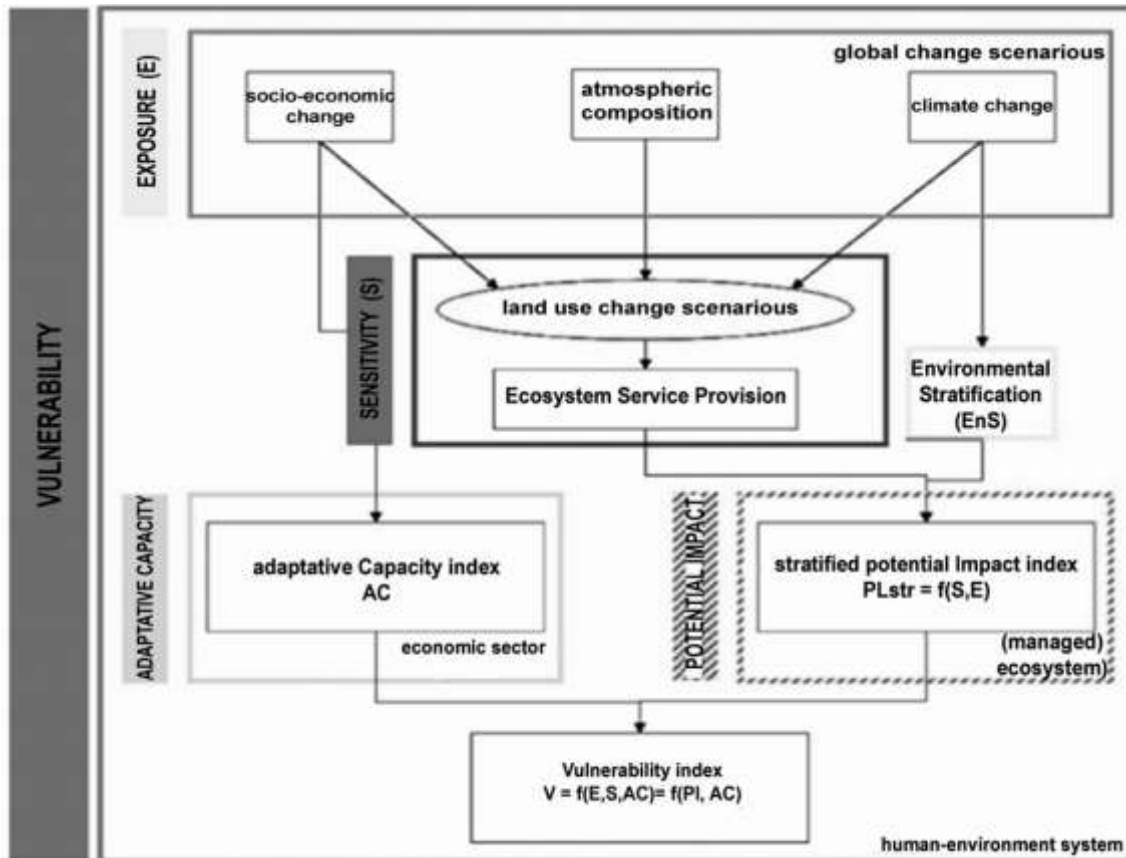 VULNERABILITY
EXPOSURE (E)
global change scenarious
socio-economic
change
atmospheric
composition
climate change
SENSITIVITY (S)
land use change scenarious
Ecosystem Service Provision
Environmental
Stratification
(EnS)
ADAPTATIVE CAPACITY
adaptative Capacity index
AC
economic sector
POTENTIAL IMPACT
stratified potential Impact index
PLstr = f(S,E)
(managed)
ecosystem)
Vulnerability index
V = f(E,S,AC)= f(PI, AC)
human-environment system